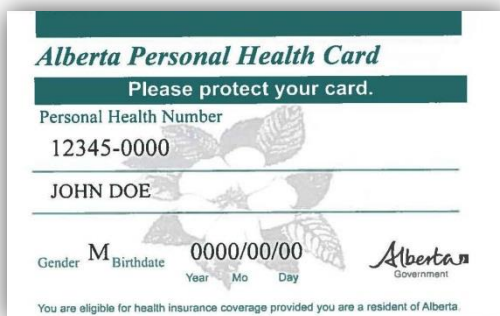 Alberta Personal Health Card
Please protect your card.
Personal Health Number
12345-0000
JOHN DOE
Gender M Birthdate 0000/00/00
Year Mo Day
Alberta
Government
You are eligible for health insurance coverage provided you are a resident of Alberta.